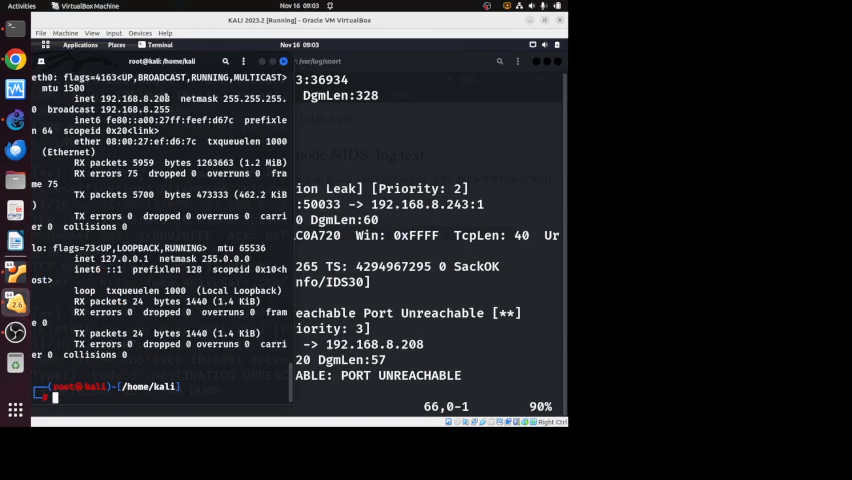 Activities VirtualBox Machine Nov 16 09:03
KALI 2023.2 [Running] - Oracle VM VirtualBox
File Machine View Input Devices Help
Applications Places Terminal Nov 16 09:03
root@kali: /home/kali
: /var/log/snort
eth0: flags=4163<UP,BROADCAST,RUNNING,MULTICAST>
mtu 1500
inet 192.168.8.208 netmask 255.255.255.
0 broadcast 192.168.8.255
inet6 fe80::a00:27ff:feef:d67c prefixle
n 64 scopeid 0x20<link>
ether 08:00:27:ef:d6:7c txqueuelen 1000
(Ethernet)
RX packets 5959 bytes 1263663 (1.2 MiB)
RX errors 75 dropped 0 overruns 0 fra
me 75
TX packets 5700 bytes 473333 (462.2 KiB
)
TX errors 0 dropped 0 overruns 0 carri
er 0 collisions 0
lo: flags=73<UP,LOOPBACK,RUNNING> mtu 65536
inet 127.0.0.1 netmask 255.0.0.0
inet6 ::1 prefixlen 128 scopeid 0x10<h
ost>
loop txqueuelen 1000 (Local Loopback)
RX packets 24 bytes 1440 (1.4 KiB)
RX errors 0 dropped 0 overruns 0 fram
e 0
TX packets 24 bytes 1440 (1.4 KiB)
TX errors 0 dropped 0 overruns 0 carri
er 0 collisions 0
(root@kali)-[/home/kali]
#
3:36934
DgmLen:328
node NIDS, log text
ion Leak] [Priority: 2]
:50033 -> 192.168.8.243:1
0 DgmLen:60
0xC0A720 Win: 0xFFFF TcpLen: 40 Ur
265 TS: 4294967295 0 SackOK
nfo/IDS30]
eachable Port Unreachable [**]
iority: 3]
-> 192.168.8.208
20 DgmLen:57
ABLE: PORT UNREACHABLE
66,0-1 90%
2.6
Right Ctrl